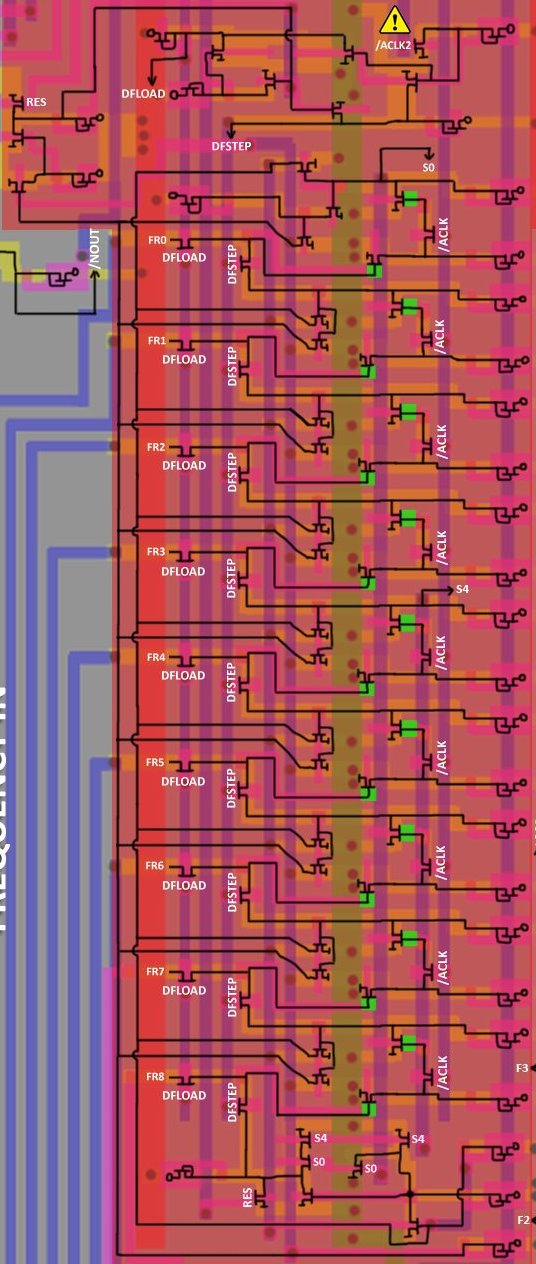 !
/ACLK2
DFLOAD
RES
DFSTEP
S0
/NOUT
FR0
DFLOAD
DFSTEP
/ACLK
FR1
DFLOAD
DFSTEP
/ACLK
FR2
DFLOAD
DFSTEP
/ACLK
FR3
DFLOAD
DFSTEP
/ACLK
S4
FR4
DFLOAD
DFSTEP
/ACLK
FR5
DFLOAD
DFSTEP
/ACLK
FR6
DFLOAD
DFSTEP
/ACLK
FR7
DFLOAD
DFSTEP
/ACLK
FR8
DFLOAD
DFSTEP
/ACLK
F3
S4
S4
S0
S0
RES
F2